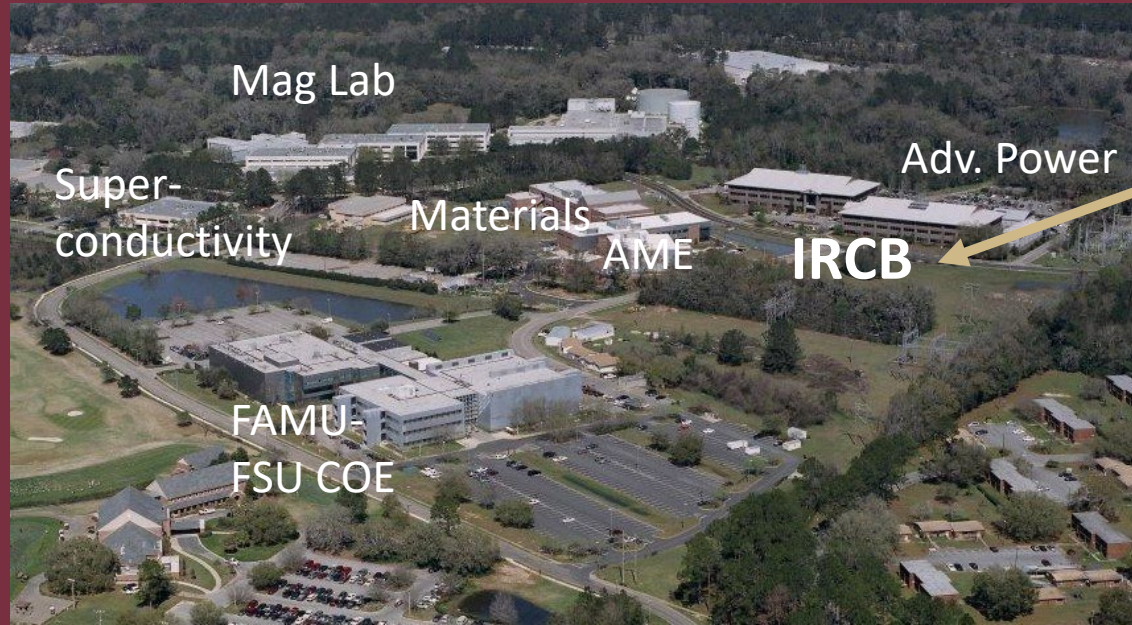 Mag Lab
Adv. Power
Super-
conductivity
Materials
AME
IRCB
FAMU-
FSU COE